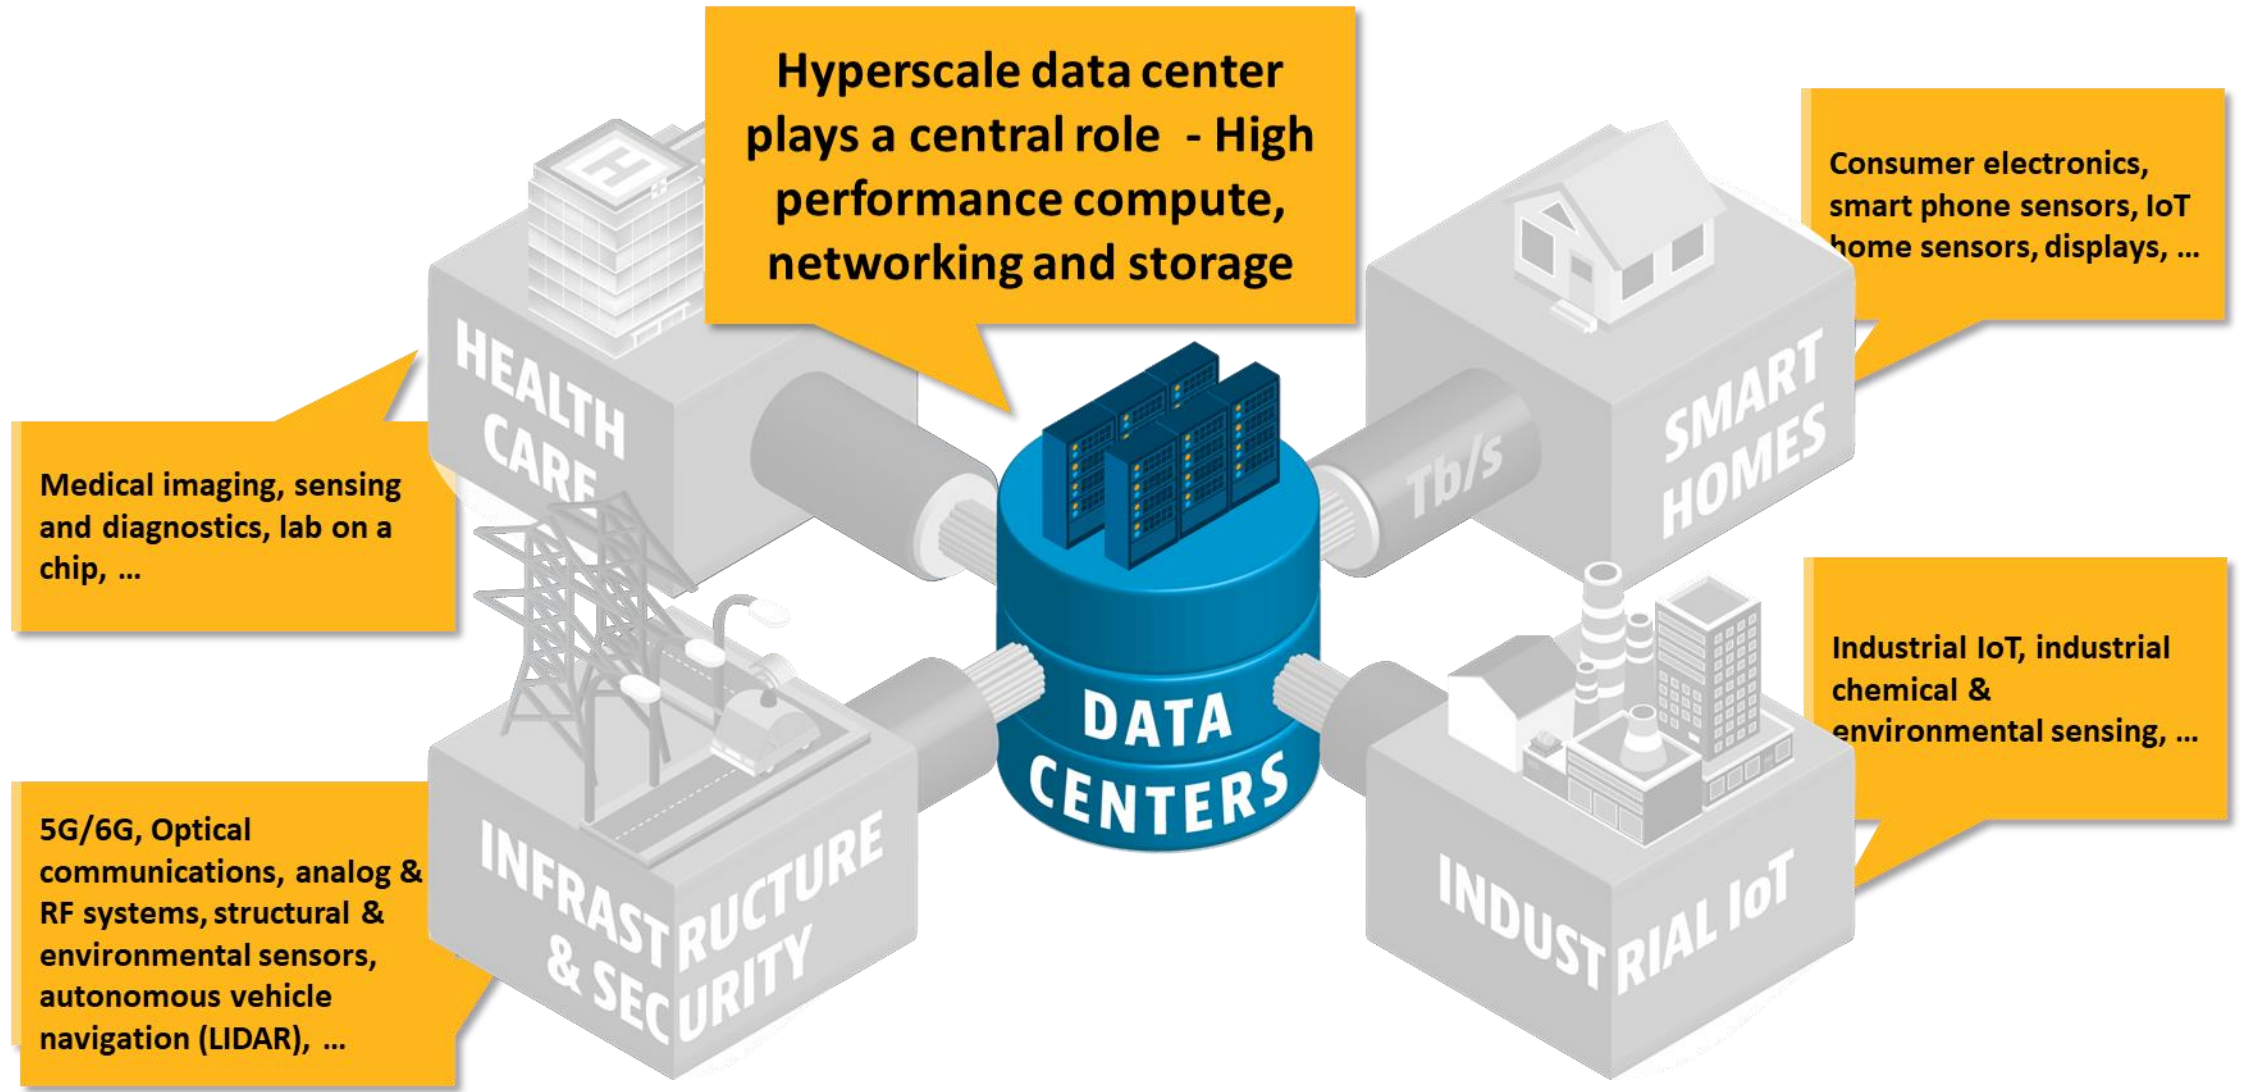 Hyperscale data center
plays a central role - High
performance compute,
networking and storage
Consumer electronics,
smart phone sensors, IoT
home sensors, displays, ...
H
HEALTH
CARE
Tb/s
SMART
HOMES
Medical imaging, sensing
and diagnostics, lab on a
chip, ...
DATA
CENTERS
Industrial IoT, industrial
chemical &
environmental sensing, ...
5G/6G, Optical
communications, analog &
RF systems, structural &
environmental sensors,
autonomous vehicle
navigation (LIDAR), ...
INFRASTRUCTURE
& SECURITY
INDUSTRIAL IoT